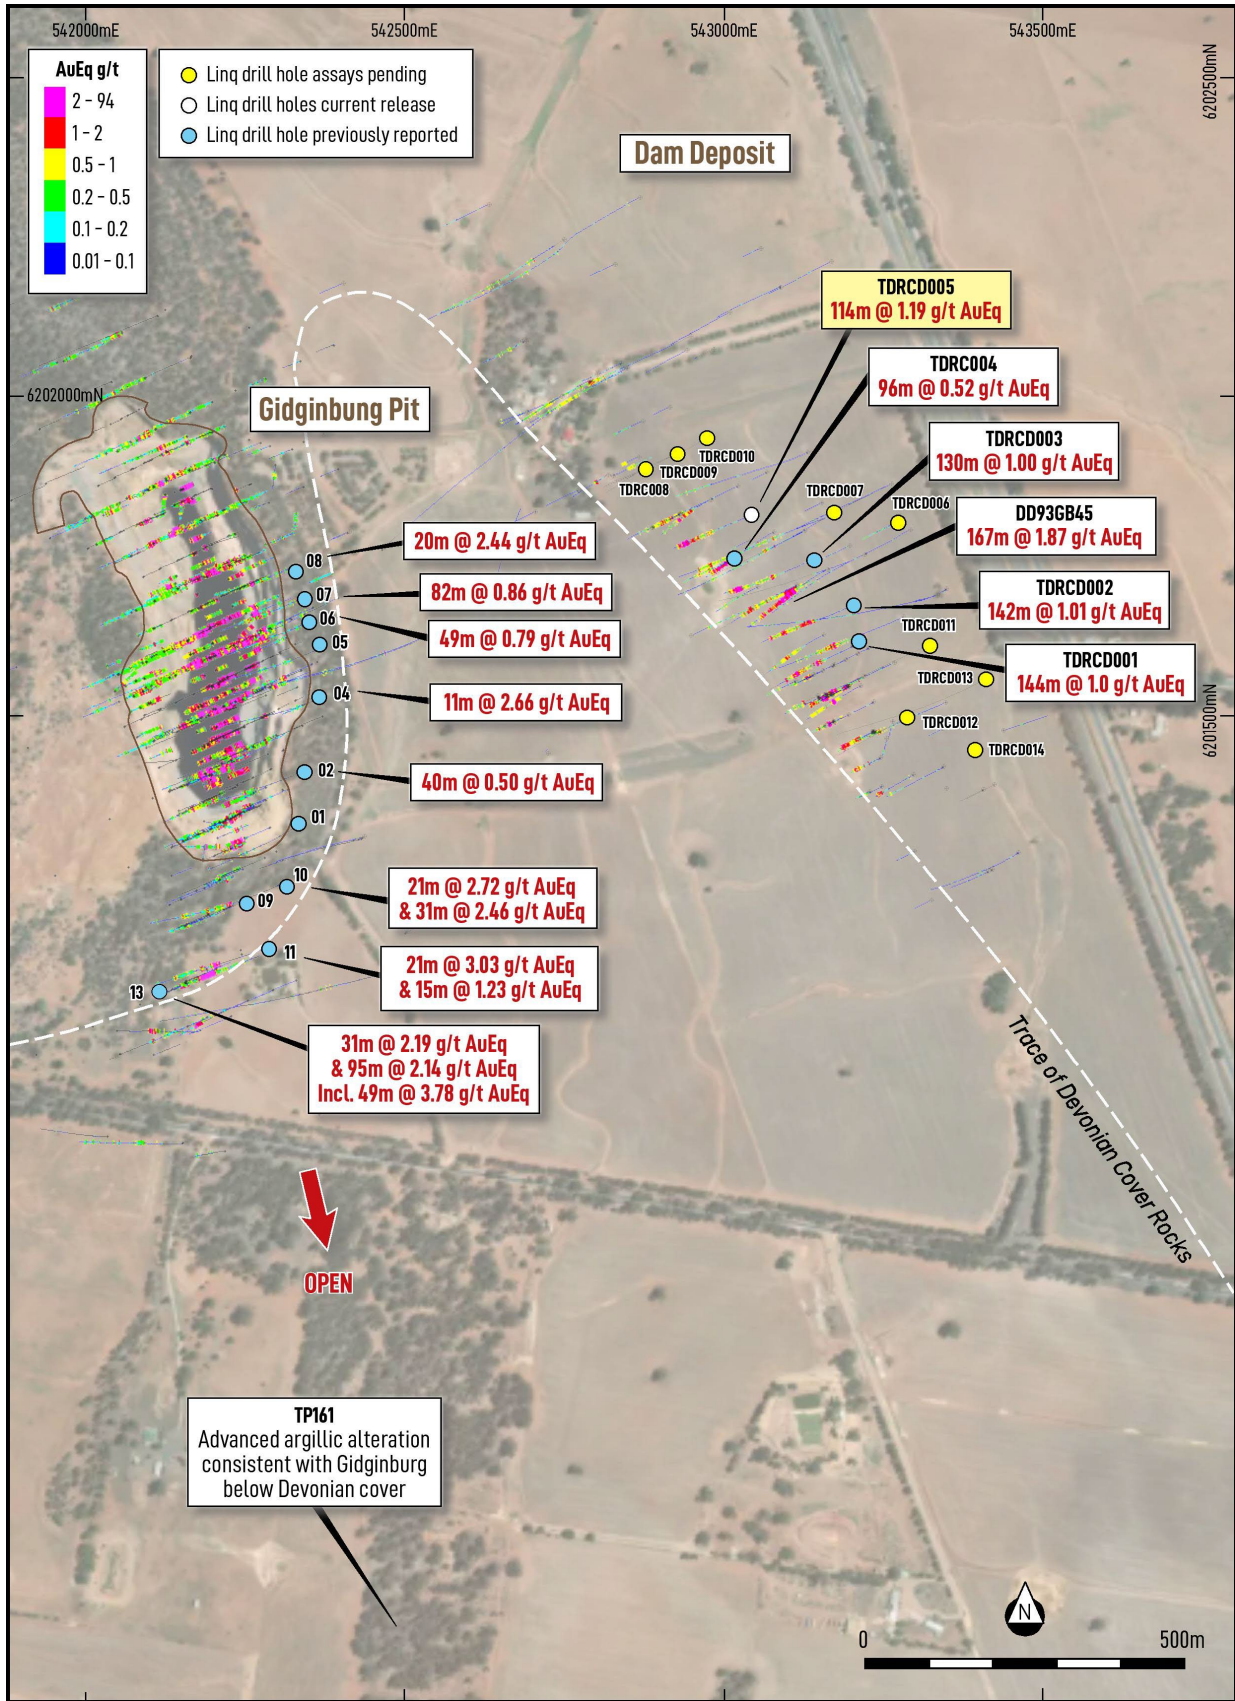 542000mE
542500mE
543000mE
543500mE
6202500mN
AuEq g/t
2 - 94
1 - 2
0.5 - 1
0.2 - 0.5
0.1 - 0.2
0.01 - 0.1
Linq drill hole assays pending
Linq drill holes current release
Linq drill hole previously reported
Dam Deposit
TDRCD005
114m @ 1.19 g/t AuEq
TDRC004
96m @ 0.52 g/t AuEq
6202000mN
Gidginbung Pit
TDRCD003
130m @ 1.00 g/t AuEq
TDRCD010
TDRCD009
TDRC008
TDRCD007
TDRCD006
DD93GB45
167m @ 1.87 g/t AuEq
08
20m @ 2.44 g/t AuEq
07
82m @ 0.86 g/t AuEq
06
49m @ 0.79 g/t AuEq
05
TDRCD002
142m @ 1.01 g/t AuEq
TDRCD011
TDRCD001
144m @ 1.0 g/t AuEq
TDRCD013
04
11m @ 2.66 g/t AuEq
TDRCD012
TDRCD014
6201500mN
02
40m @ 0.50 g/t AuEq
01
10
09
21m @ 2.72 g/t AuEq
& 31m @ 2.46 g/t AuEq
11
21m @ 3.03 g/t AuEq
& 15m @ 1.23 g/t AuEq
13
31m @ 2.19 g/t AuEq
& 95m @ 2.14 g/t AuEq
Incl. 49m @ 3.78 g/t AuEq
Trace of Devonian Cover Rocks
OPEN
TP161
Advanced argillic alteration
consistent with Gidginburg
below Devonian cover
N
0
500m